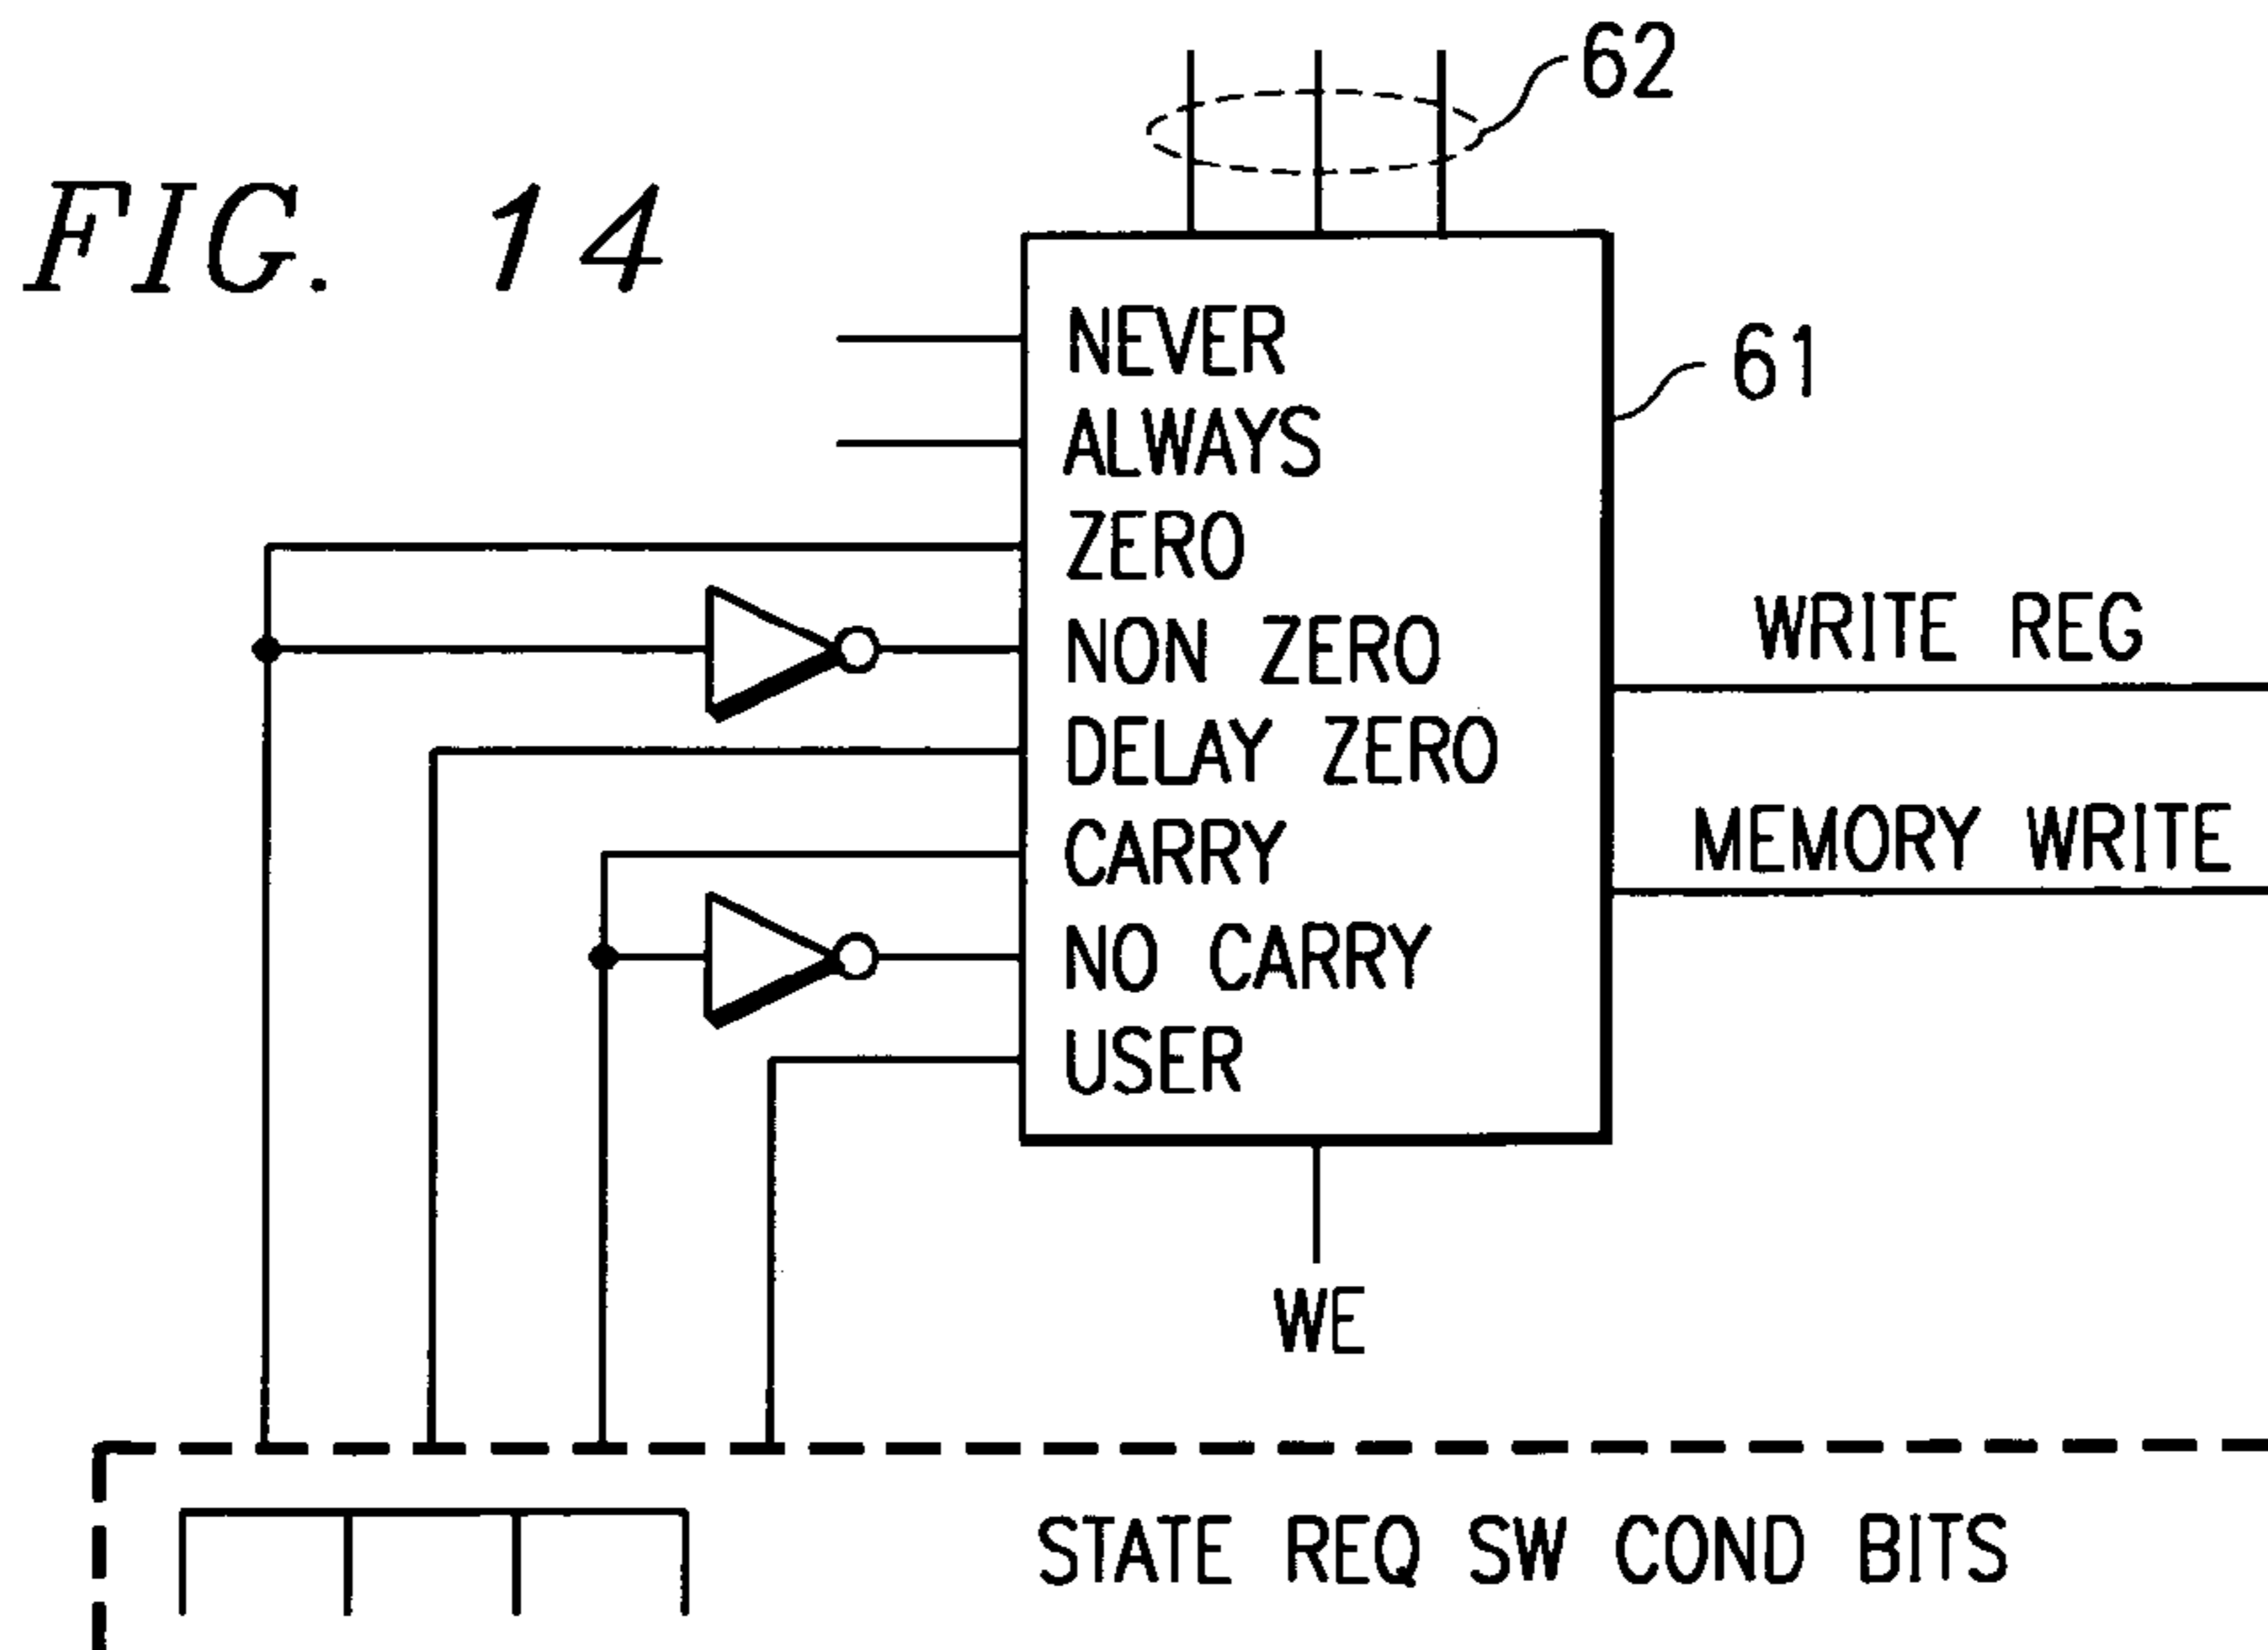 62
FIG. 14
NEVER
61
ALWAYS
ZERO
NON ZERO
WRITE REG
DELAY ZERO
CARRY
MEMORY WRITE
NO CARRY
USER
WE
STATE REQ SW COND BITS